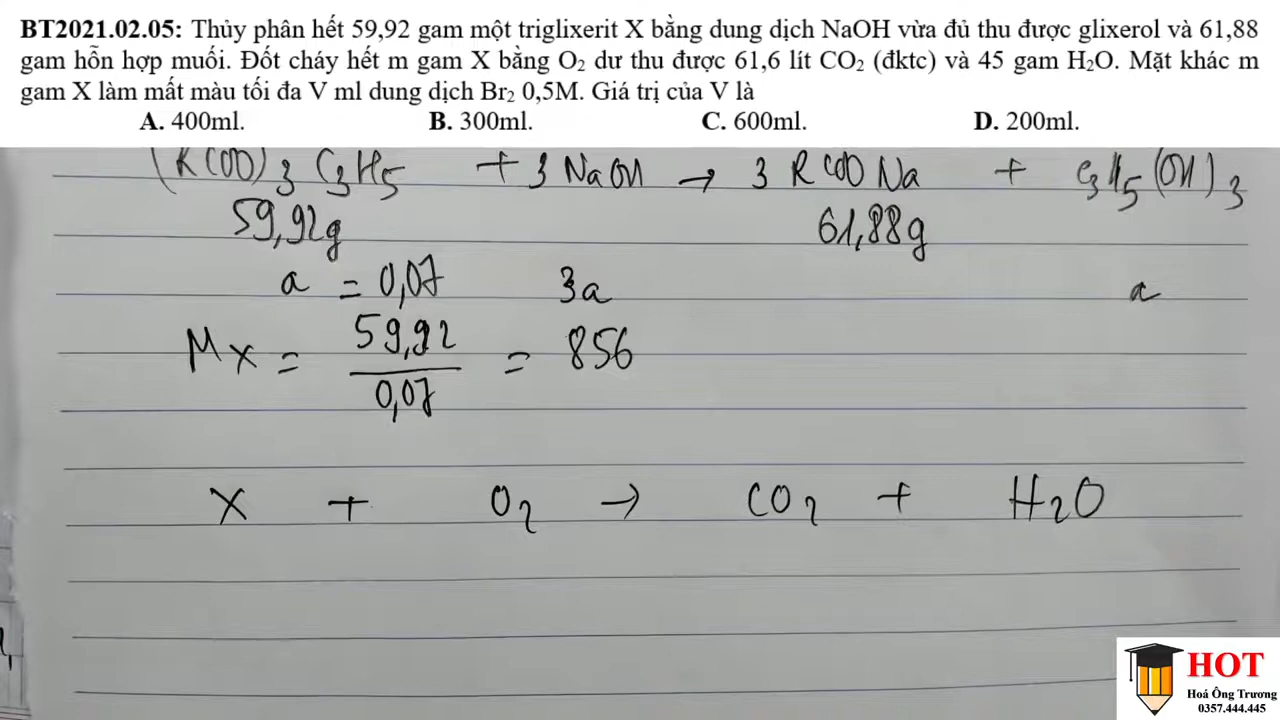 BT2021.02.05: Thủy phân hết 59,92 gam một triglixerit X bằng dung dịch NaOH vừa đủ thu được glixerol và 61,88
gam hỗn hợp muối. Đốt cháy hết m gam X bằng O₂ dư thu được 61,6 lít CO₂ (đktc) và 45 gam H₂O. Mặt khác m
gam X làm mất màu tối đa V ml dung dịch Br₂ 0,5M. Giá trị của V là
A. 400ml. B. 300ml. C. 600ml. D. 200ml.
(RCOO)₃C₃H₅ + 3NaOH → 3RCOONa + C₃H₅(OH)₃
59,92g 61,88g
a = 0,07 3a a
Mx = 59,92 / 0,07 = 856
X + O₂ → CO₂ + H₂O
HOT
Hoá Ông Trương
0357.444.445